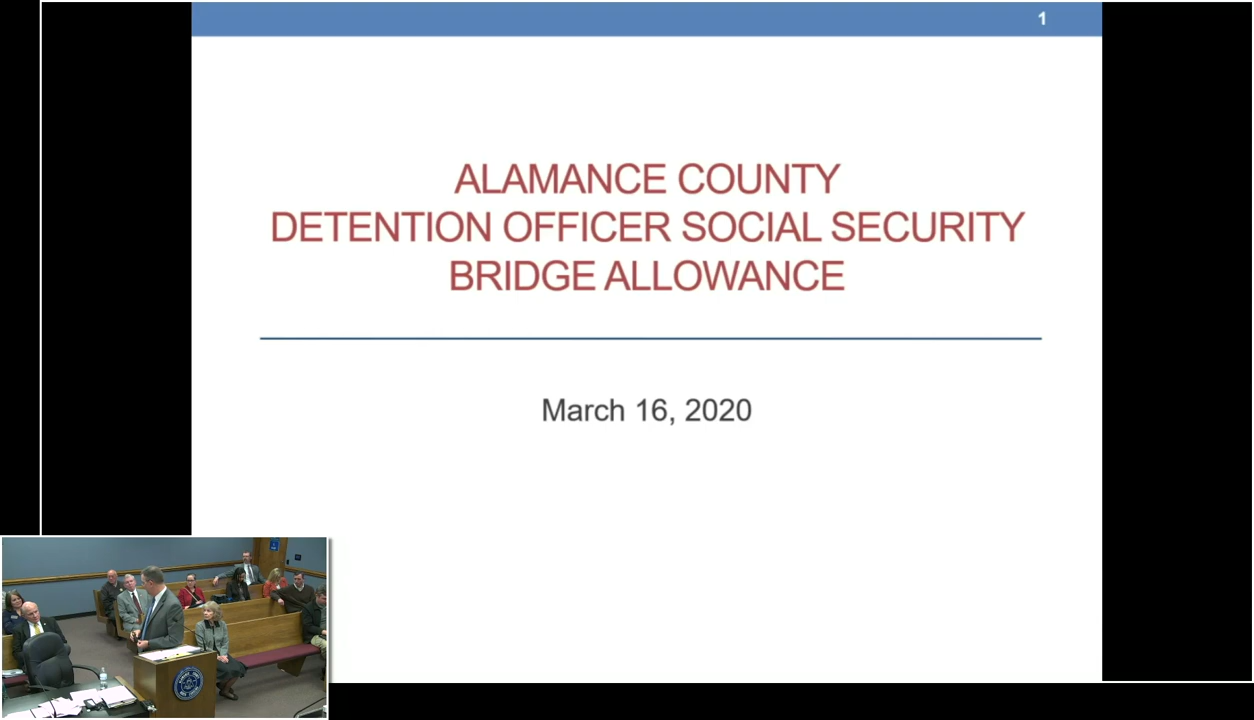 1
ALAMANCE COUNTY
DETENTION OFFICER SOCIAL SECURITY
BRIDGE ALLOWANCE
March 16, 2020